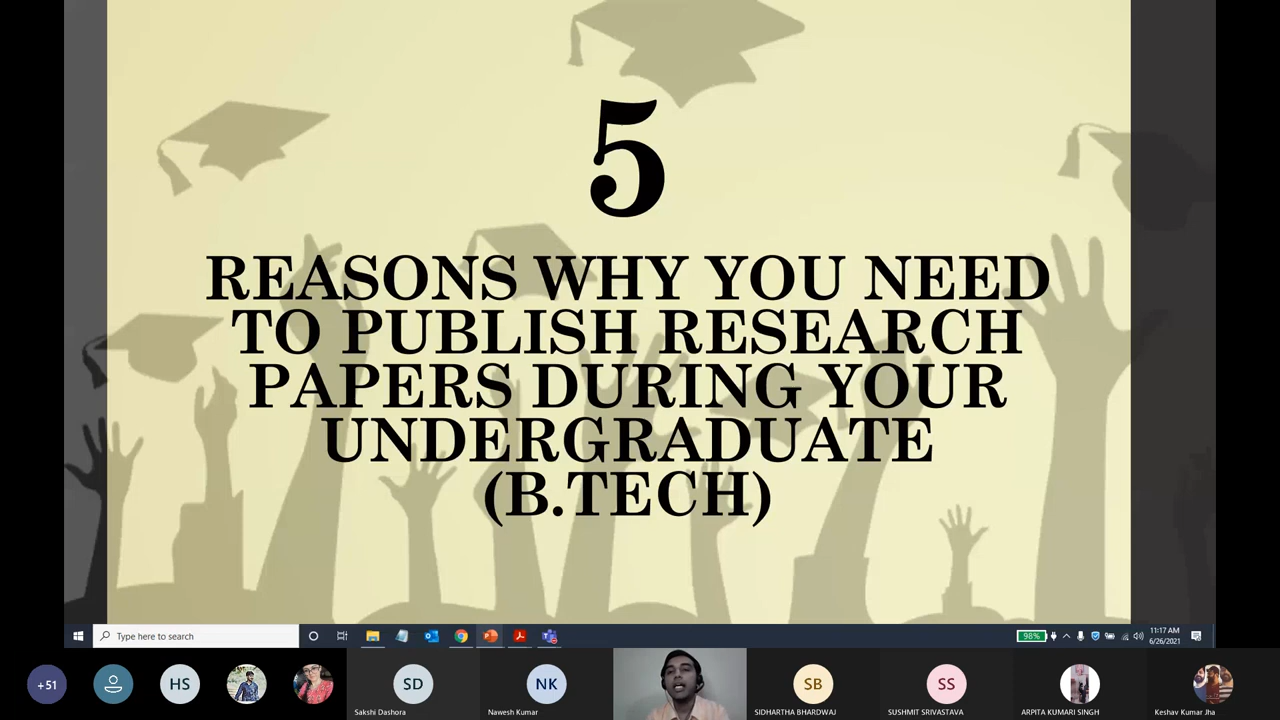 5
REASONS WHY YOU NEED
TO PUBLISH RESEARCH
PAPERS DURING YOUR
UNDERGRADUATE
(B.TECH)
Type here to search
98%
11:17 AM
6/26/2021
+51
HS
SD
NK
SB
SS
Sakshi Dashora
Nawesh Kumar
SIDHARTHA BHARDWAJ
SUSHMIT SRIVASTAVA
ARPITA KUMARI SINGH
Keshav Kumar Jha